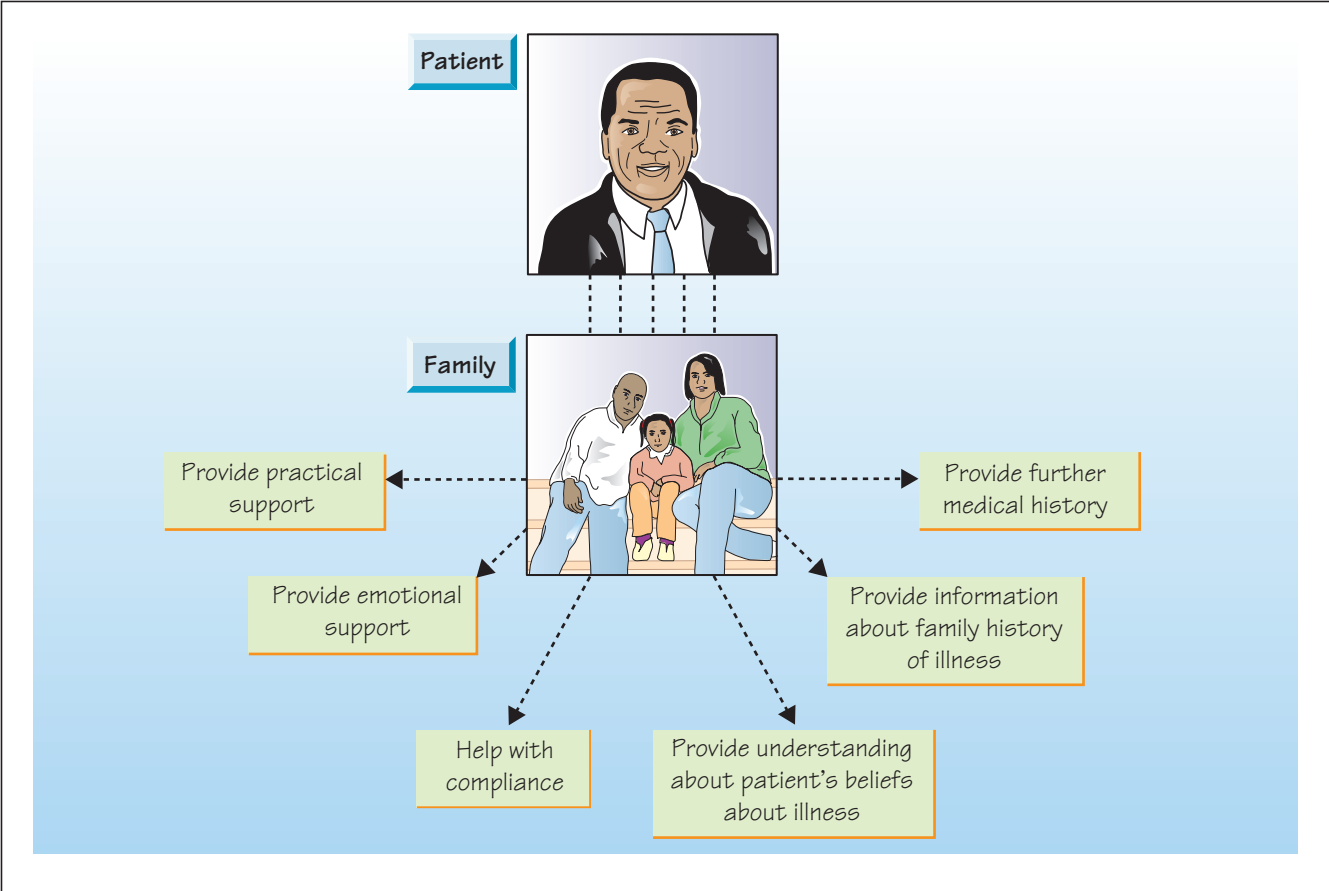 Patient
Family
Provide practical
support
Provide further
medical history
Provide emotional
support
Provide information
about family history
of illness
Help with
compliance
Provide understanding
about patient's beliefs
about illness